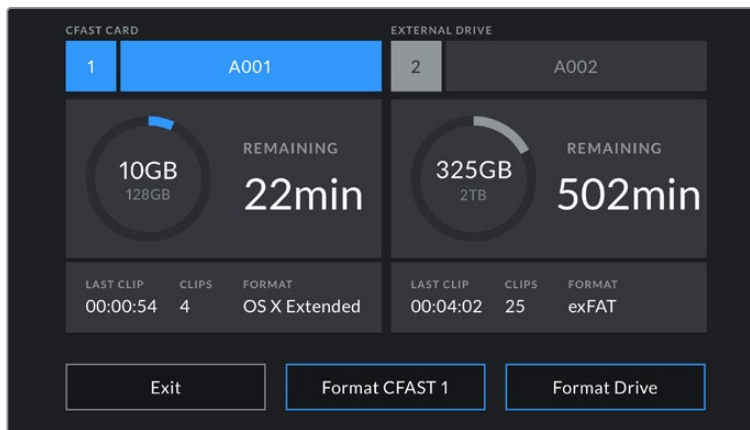 CFAST CARD
1 A001
10GB
128GB
REMAINING
22min
LAST CLIP CLIPS FORMAT
00:00:54 4 OS X Extended
EXTERNAL DRIVE
2 A002
325GB
2TB
REMAINING
502min
LAST CLIP CLIPS FORMAT
00:04:02 25 exFAT
Exit Format CFAST 1 Format Drive